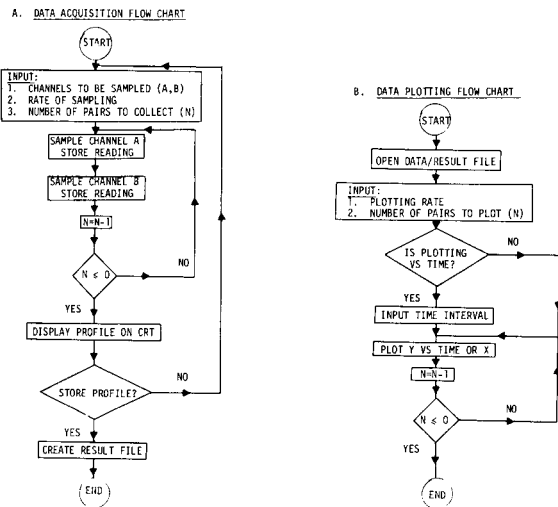 A. DATA ACQUISITION FLOW CHART
START
INPUT:
1. CHANNELS TO BE SAMPLED (A,B)
2. RATE OF SAMPLING
3. NUMBER OF PAIRS TO COLLECT (N)
SAMPLE CHANNEL A
STORE READING
SAMPLE CHANNEL B
STORE READING
N=N-1
N ≤ 0
NO
YES
DISPLAY PROFILE ON CRT
STORE PROFILE?
NO
YES
CREATE RESULT FILE
END
B. DATA PLOTTING FLOW CHART
START
OPEN DATA/RESULT FILE
INPUT:
1. PLOTTING RATE
2. NUMBER OF PAIRS TO PLOT (N)
IS PLOTTING
VS TIME?
NO
YES
INPUT TIME INTERVAL
PLOT Y VS TIME OR X
N=N-1
N ≤ 0
NO
YES
END